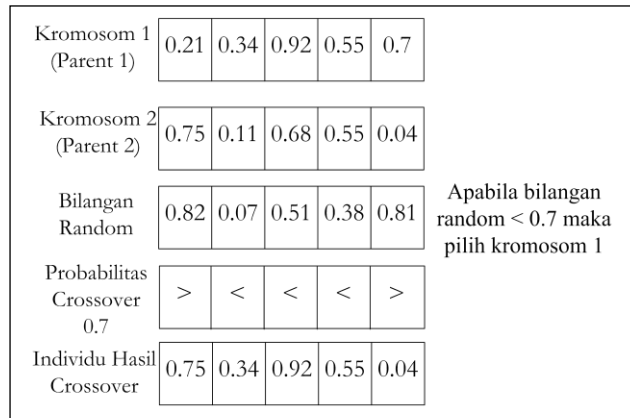 Kromosom 1
(Parent 1)
0.21 0.34 0.92 0.55 0.7
Kromosom 2
(Parent 2)
0.75 0.11 0.68 0.55 0.04
Bilangan
Random
0.82 0.07 0.51 0.38 0.81
Apabila bilangan
random < 0.7 maka
pilih kromosom 1
Probabilitas
Crossover
0.7
> < < < >
Individu Hasil
Crossover
0.75 0.34 0.92 0.55 0.04